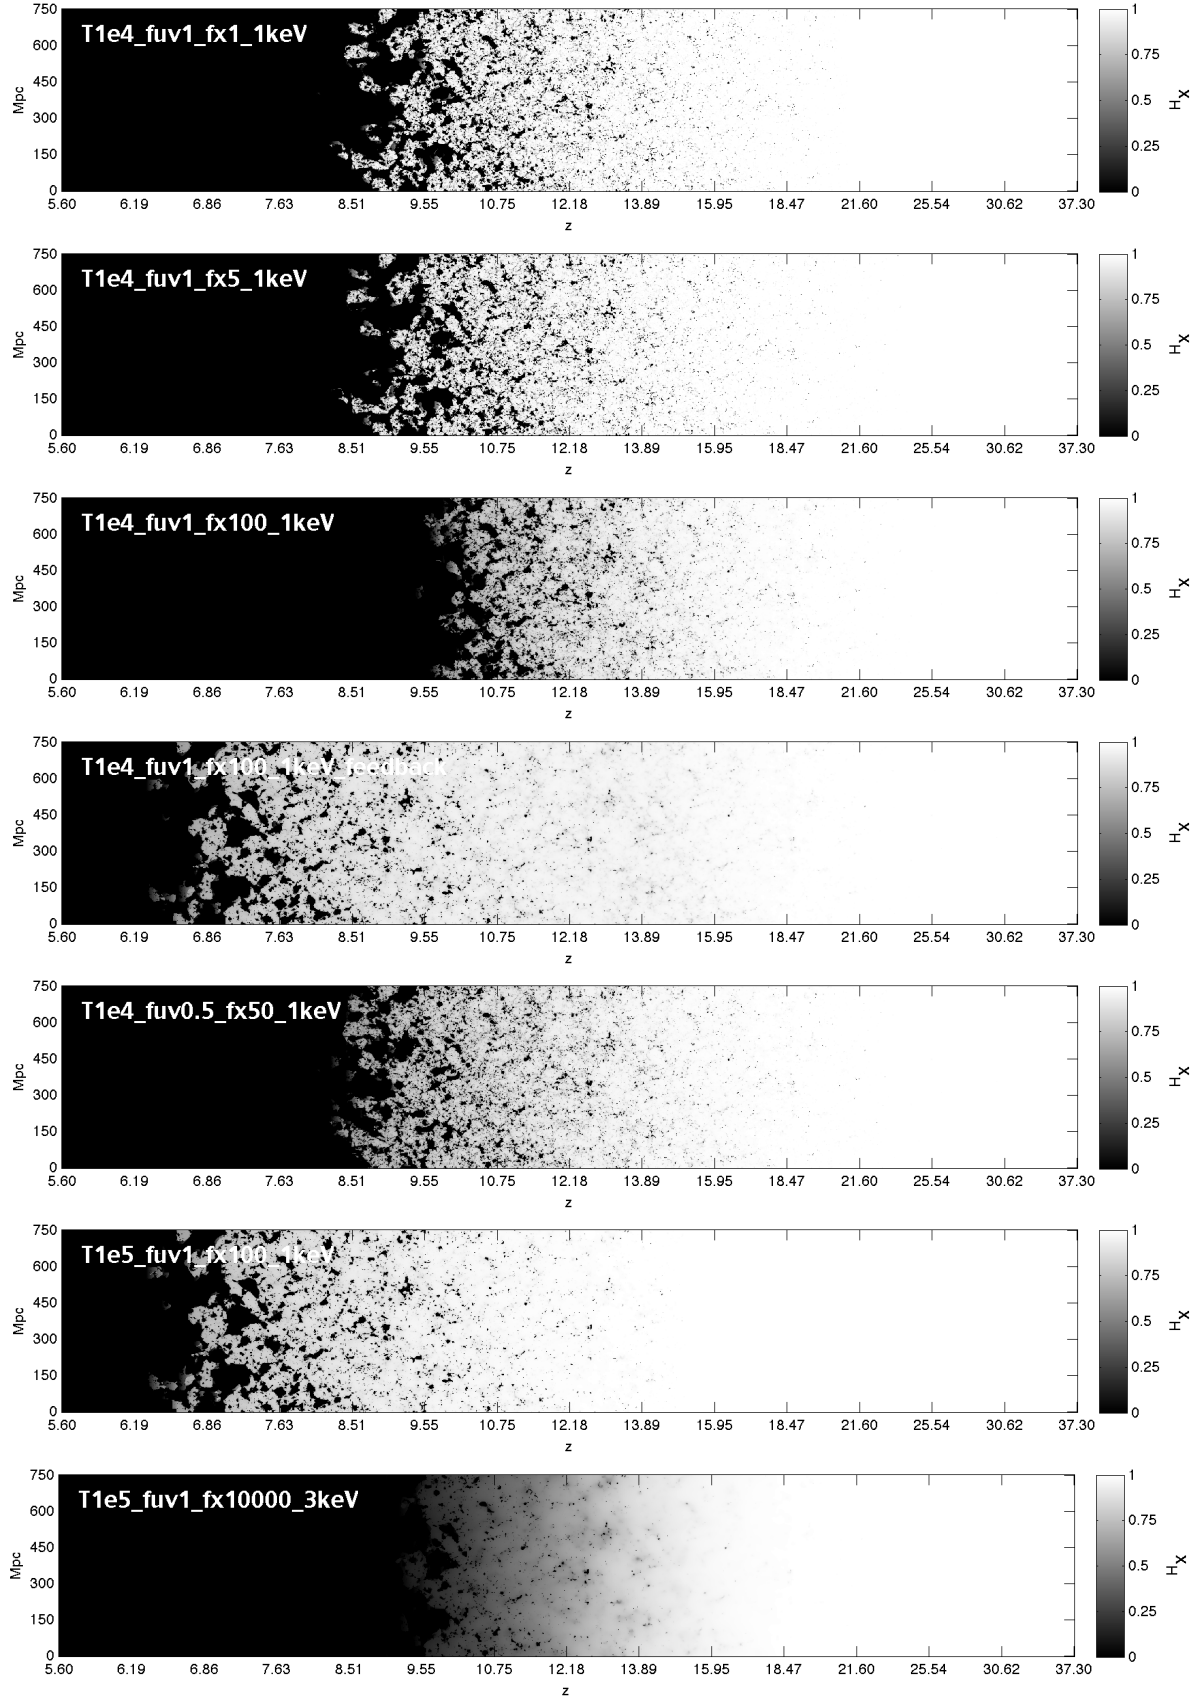 T1e4_fuv1_fx1_1keV
750
600
450
300
150
0
Mpc
5.60 6.19 6.86 7.63 8.51 9.55 10.75 12.18 13.89 15.95 18.47 21.60 25.54 30.62 37.30
z
1
0.75
0.5
0.25
0
XH
T1e4_fuv1_fx5_1keV
750
600
450
300
150
0
Mpc
5.60 6.19 6.86 7.63 8.51 9.55 10.75 12.18 13.89 15.95 18.47 21.60 25.54 30.62 37.30
z
1
0.75
0.5
0.25
0
XH
T1e4_fuv1_fx100_1keV
750
600
450
300
150
0
Mpc
5.60 6.19 6.86 7.63 8.51 9.55 10.75 12.18 13.89 15.95 18.47 21.60 25.54 30.62 37.30
z
1
0.75
0.5
0.25
0
XH
T1e4_fuv1_fx100_1keV_feedback
750
600
450
300
150
0
Mpc
5.60 6.19 6.86 7.63 8.51 9.55 10.75 12.18 13.89 15.95 18.47 21.60 25.54 30.62 37.30
z
1
0.75
0.5
0.25
0
XH
T1e4_fuv0.5_fx50_1keV
750
600
450
300
150
0
Mpc
5.60 6.19 6.86 7.63 8.51 9.55 10.75 12.18 13.89 15.95 18.47 21.60 25.54 30.62 37.30
z
1
0.75
0.5
0.25
0
XH
T1e5_fuv1_fx100_1keV
750
600
450
300
150
0
Mpc
5.60 6.19 6.86 7.63 8.51 9.55 10.75 12.18 13.89 15.95 18.47 21.60 25.54 30.62 37.30
z
1
0.75
0.5
0.25
0
XH
T1e5_fuv1_fx10000_3keV
750
600
450
300
150
0
Mpc
5.60 6.19 6.86 7.63 8.51 9.55 10.75 12.18 13.89 15.95 18.47 21.60 25.54 30.62 37.30
z
1
0.75
0.5
0.25
0
XH